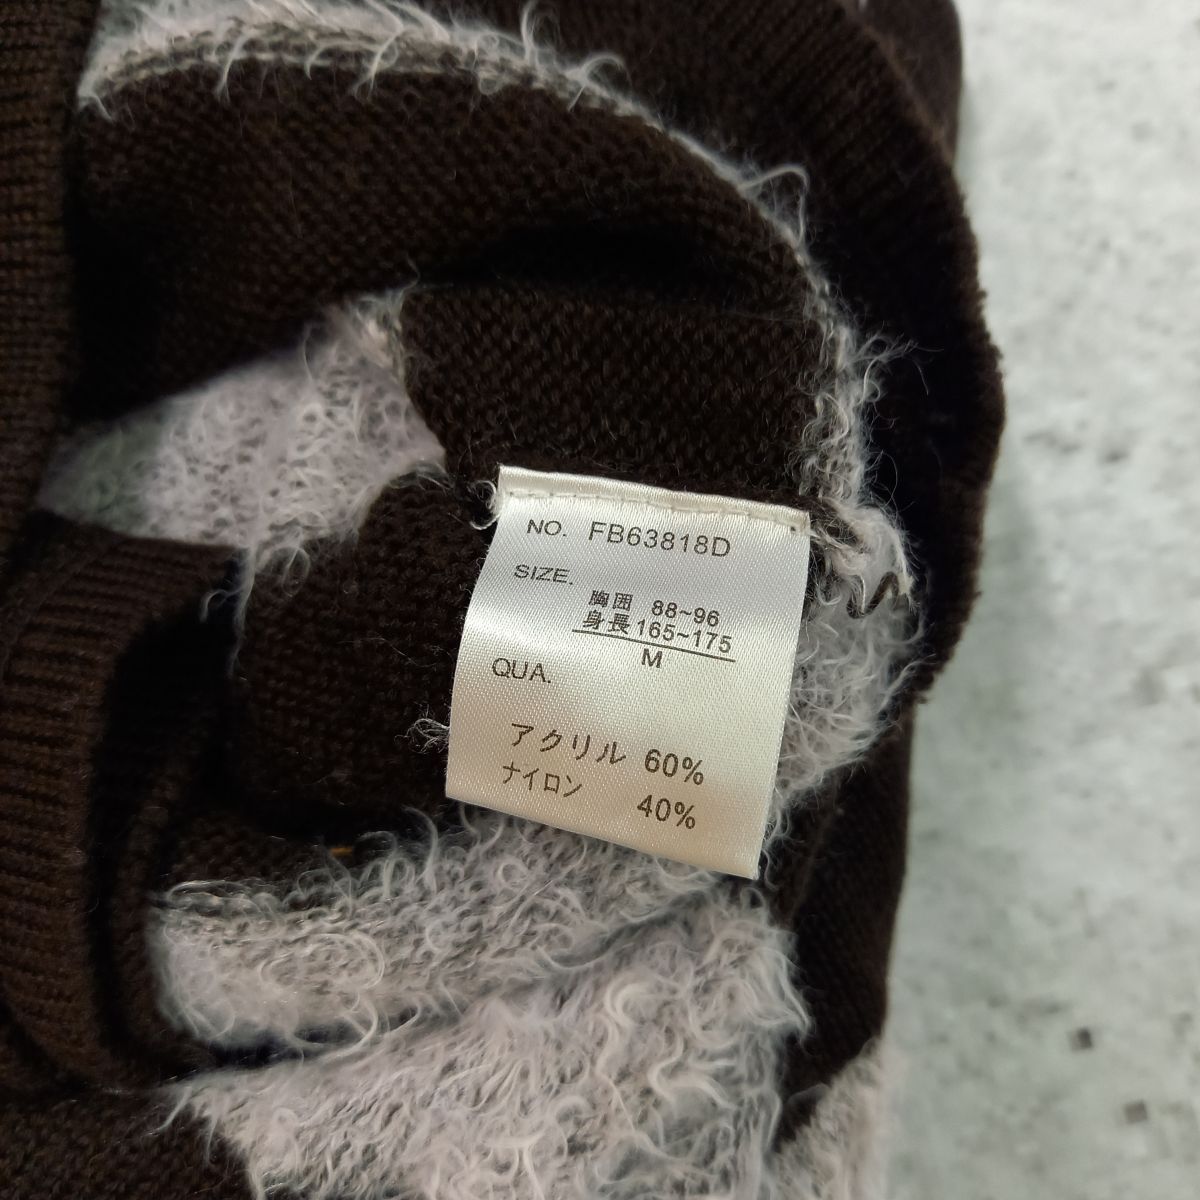 NO. FB63818D
SIZE.
胸囲 88~96
身長 165~175
M
QUA.
アクリル 60%
ナイロン 40%